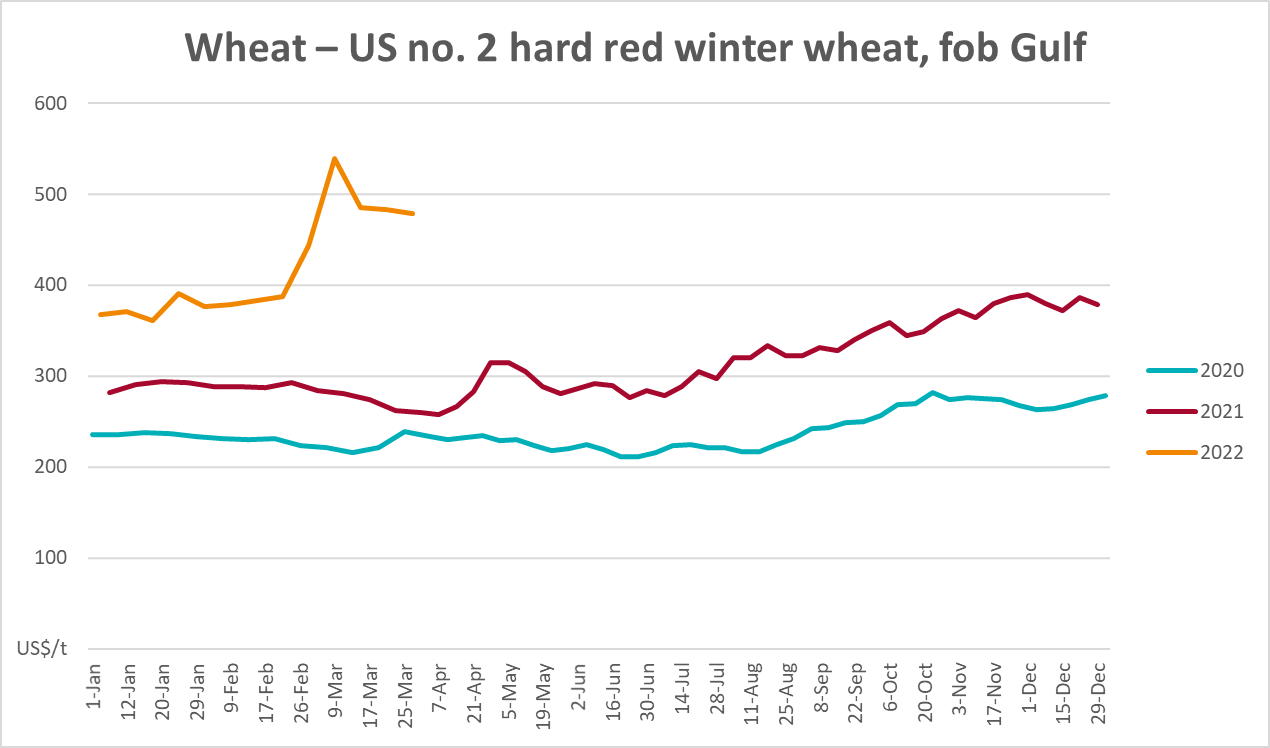 Wheat – US no. 2 hard red winter wheat, fob Gulf
600
500
400
300
200
100
US$/t
1-Jan
12-Jan
20-Jan
29-Jan
9-Feb
17-Feb
26-Feb
9-Mar
17-Mar
25-Mar
7-Apr
21-Apr
5-May
19-May
2-Jun
16-Jun
30-Jun
14-Jul
28-Jul
11-Aug
25-Aug
8-Sep
22-Sep
6-Oct
20-Oct
3-Nov
17-Nov
1-Dec
15-Dec
29-Dec
2020
2021
2022